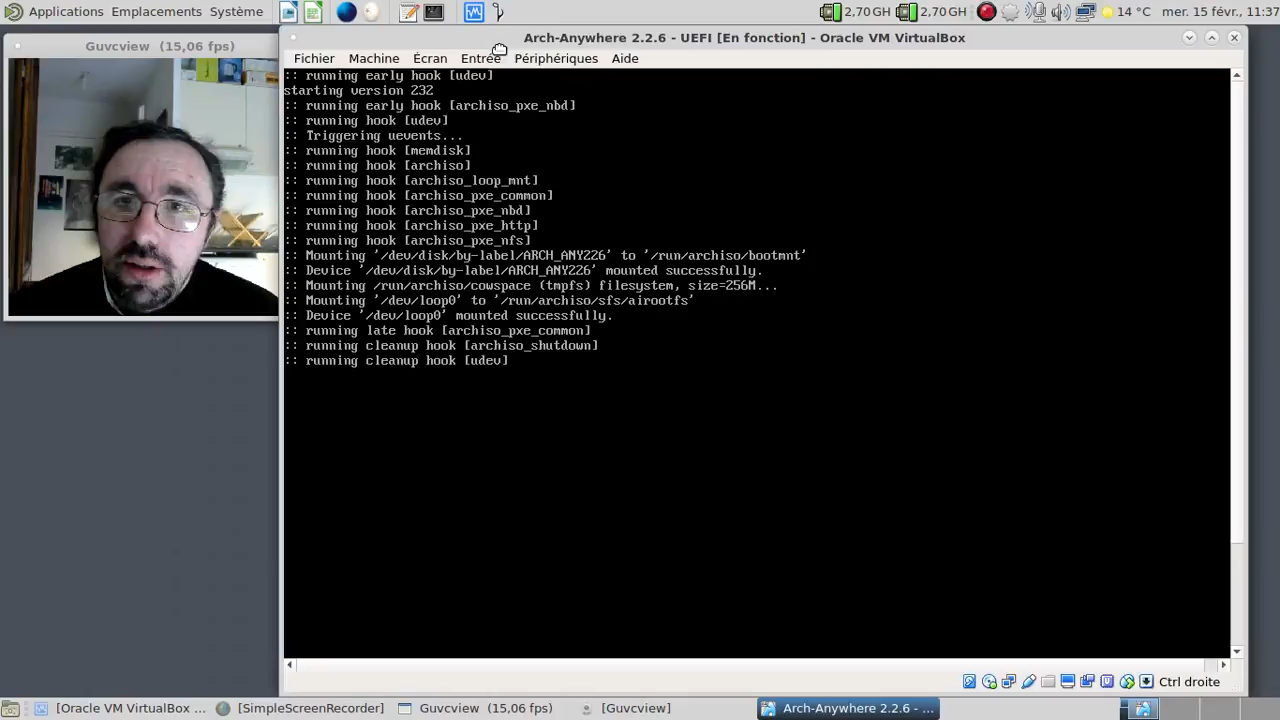 Applications Emplacements Système
2,70 GH 2,70 GH 14 °C mer. 15 févr., 11:37
Guvcview (15,06 fps)
Arch-Anywhere 2.2.6 - UEFI [En fonction] - Oracle VM VirtualBox
Fichier Machine Écran Entrée Périphériques Aide
:: running early hook [udev]
starting version 232
:: running early hook [archiso_pxe_nbd]
:: running hook [udev]
:: Triggering uevents...
:: running hook [memdisk]
:: running hook [archiso]
:: running hook [archiso_loop_mnt]
:: running hook [archiso_pxe_common]
:: running hook [archiso_pxe_nbd]
:: running hook [archiso_pxe_http]
:: running hook [archiso_pxe_nfs]
:: Mounting '/dev/disk/by-label/ARCH_ANY226' to '/run/archiso/bootmnt'
:: Device '/dev/disk/by-label/ARCH_ANY226' mounted successfully.
:: Mounting /run/archiso/cowspace (tmpfs) filesystem, size=256M...
:: Mounting '/dev/loop0' to '/run/archiso/sfs/airootfs'
:: Device '/dev/loop0' mounted successfully.
:: running late hook [archiso_pxe_common]
:: running cleanup hook [archiso_shutdown]
:: running cleanup hook [udev]
Ctrl droite
[Oracle VM VirtualBox ... [SimpleScreenRecorder] Guvcview (15,06 fps) [Guvcview] Arch-Anywhere 2.2.6 - ...